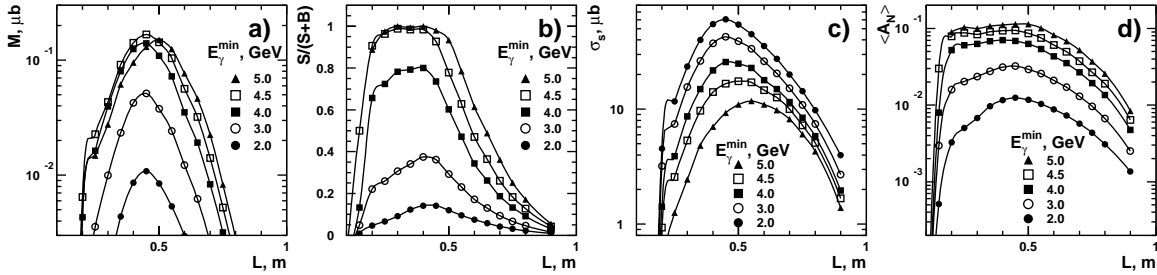 M, μb
a)
E_γ^min, GeV
5.0
4.5
4.0
3.0
2.0
10^-1
10^-2
0.5
1
L, m
S/(S+B)
b)
E_γ^min, GeV
5.0
4.5
4.0
3.0
2.0
1
0.8
0.6
0.4
0.2
0
0.5
1
L, m
σ_s, μb
c)
10
1
E_γ^min, GeV
5.0
4.5
4.0
3.0
2.0
0.5
1
L, m
⟨A_N⟩
d)
10^-1
10^-2
10^-3
E_γ^min, GeV
5.0
4.5
4.0
3.0
2.0
0.5
1
L, m